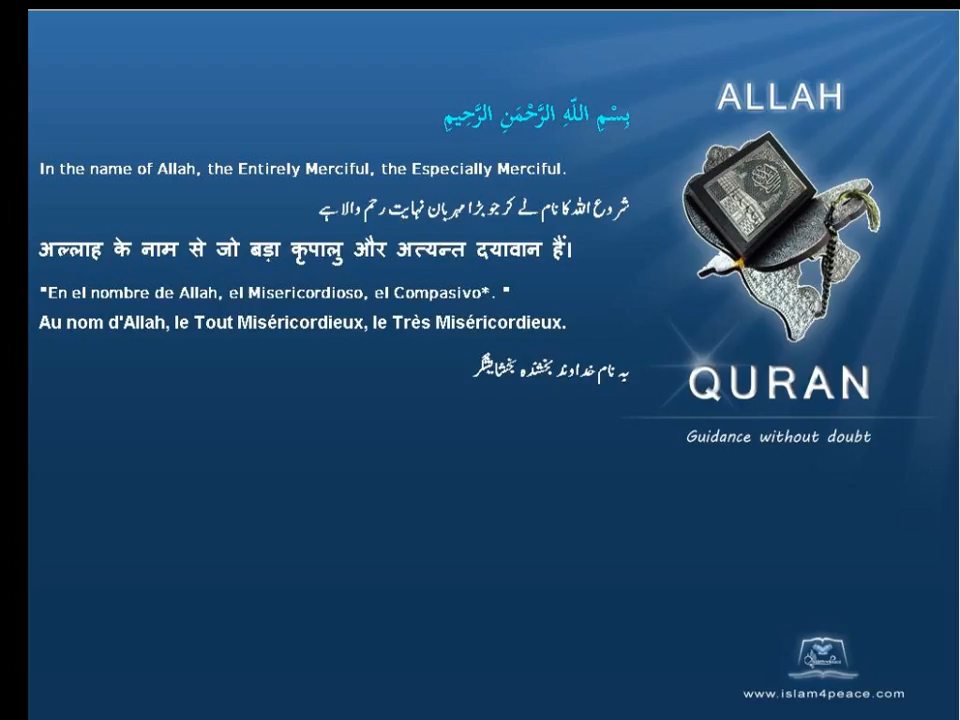 بِسْمِ اللّهِ الرَّحْمَنِ الرَّحِيمِ
In the name of Allah, the Entirely Merciful, the Especially Merciful.
شروع اللہ کا نام لے کر جو بڑا مہربان نہایت رحم والا ہے
अल्लाह के नाम से जो बड़ा कृपालु और अत्यन्त दयावान हैं।
"En el nombre de Allah, el Misericordioso, el Compasivo*. "
Au nom d'Allah, le Tout Miséricordieux, le Très Miséricordieux.
به نام خداوند بخشنده بخشایشگر
ALLAH
QURAN
Guidance without doubt
www.islam4peace.com